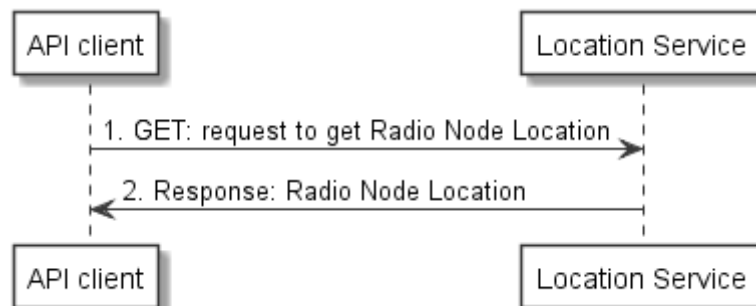 API client
Location Service
1. GET: request to get Radio Node Location
2. Response: Radio Node Location
API client
Location Service